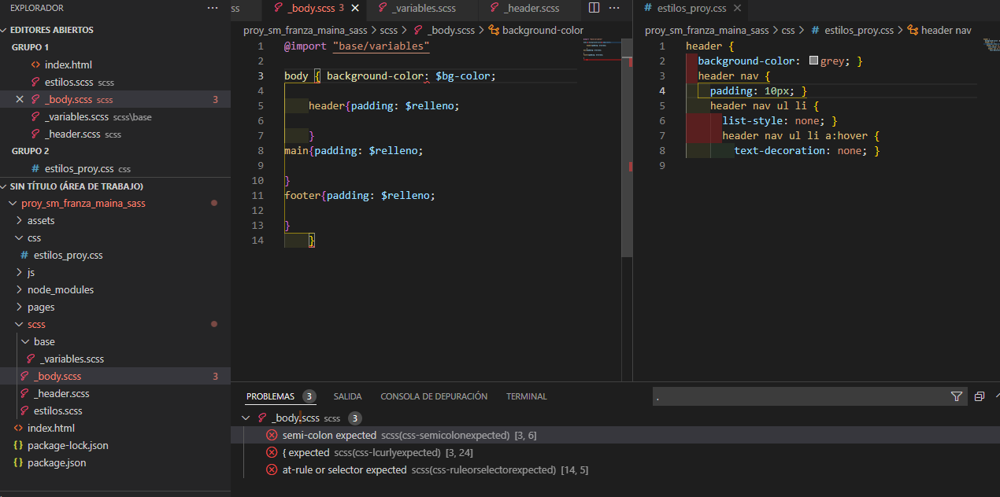 EXPLORADOR
EDITORES ABIERTOS
GRUPO 1
index.html
estilos.scss scss
_body.scss scss 3
_variables.scss scss\base
_header.scss scss
GRUPO 2
estilos_proy.css css
SIN TÍTULO (ÁREA DE TRABAJO)
proy_sm_franza_maina_sass
assets
css
estilos_proy.css
js
node_modules
pages
scss
base
_variables.scss
_body.scss 3
_header.scss
estilos.scss
index.html
package-lock.json
package.json
ss _body.scss 3 _variables.scss _header.scss
proy_sm_franza_maina_sass > scss > _body.scss > background-color
1 @import "base/variables"
2
3 body { background-color: $bg-color;
4
5 header{padding: $relleno;
6
7 }
8 main{padding: $relleno;
9
10 }
11 footer{padding: $relleno;
12
13 }
14 }
estilos_proy.css
proy_sm_franza_maina_sass > css > estilos_proy.css > header nav
1 header {
2 background-color: grey; }
3 header nav {
4 padding: 10px; }
5 header nav ul li {
6 list-style: none; }
7 header nav ul li a:hover {
8 text-decoration: none; }
9
PROBLEMAS 3 SALIDA CONSOLA DE DEPURACIÓN TERMINAL .
_body.scss scss 3
semi-colon expected scss(css-semicolonexpected) [3, 6]
{ expected scss(css-lcurlyexpected) [3, 24]
at-rule or selector expected scss(css-ruleorselectorexpected) [14, 5]